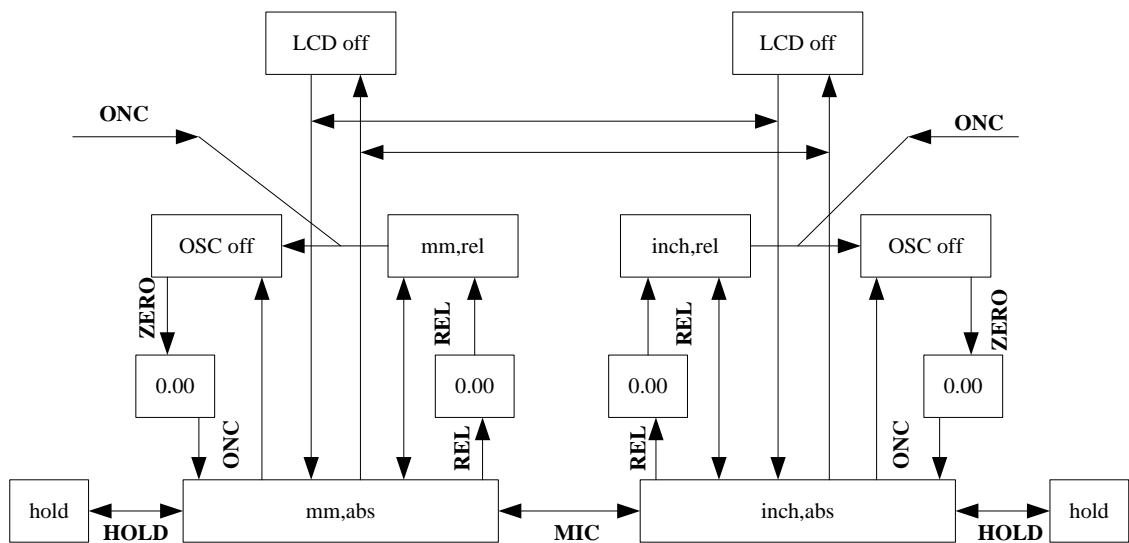 LCD off
LCD off
ONC
ONC
OSC off
mm,rel
inch,rel
OSC off
ZERO
REL
REL
ZERO
0.00
0.00
0.00
0.00
ONC
REL
REL
ONC
hold
HOLD
mm,abs
MIC
inch,abs
HOLD
hold